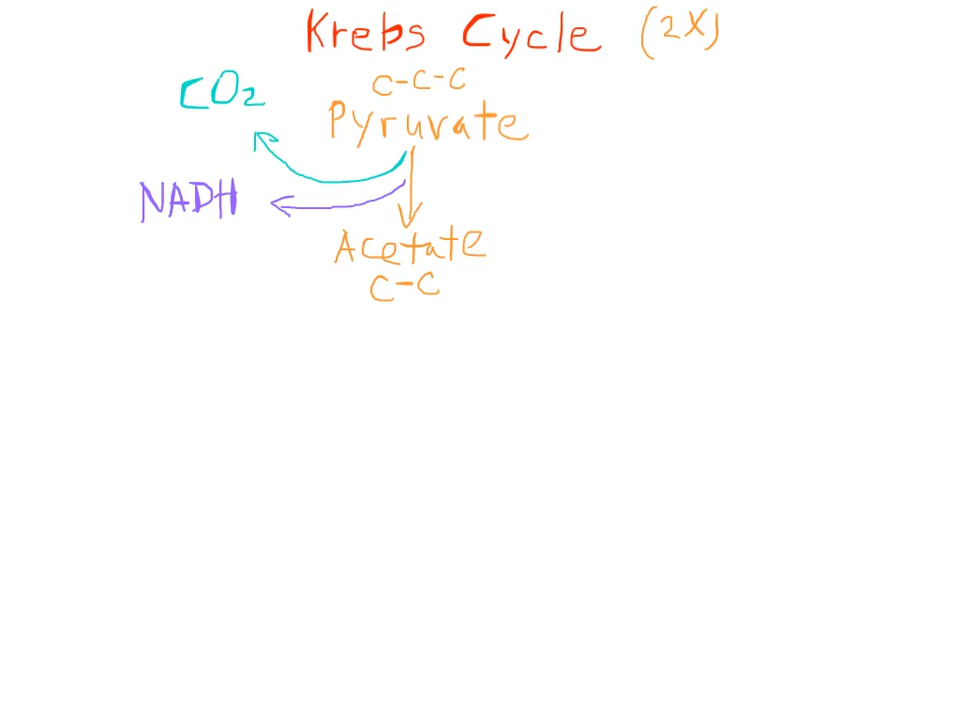 Krebs Cycle (2X)
C-C-C
CO2
Pyruvate
NADH
Acetate
C-C